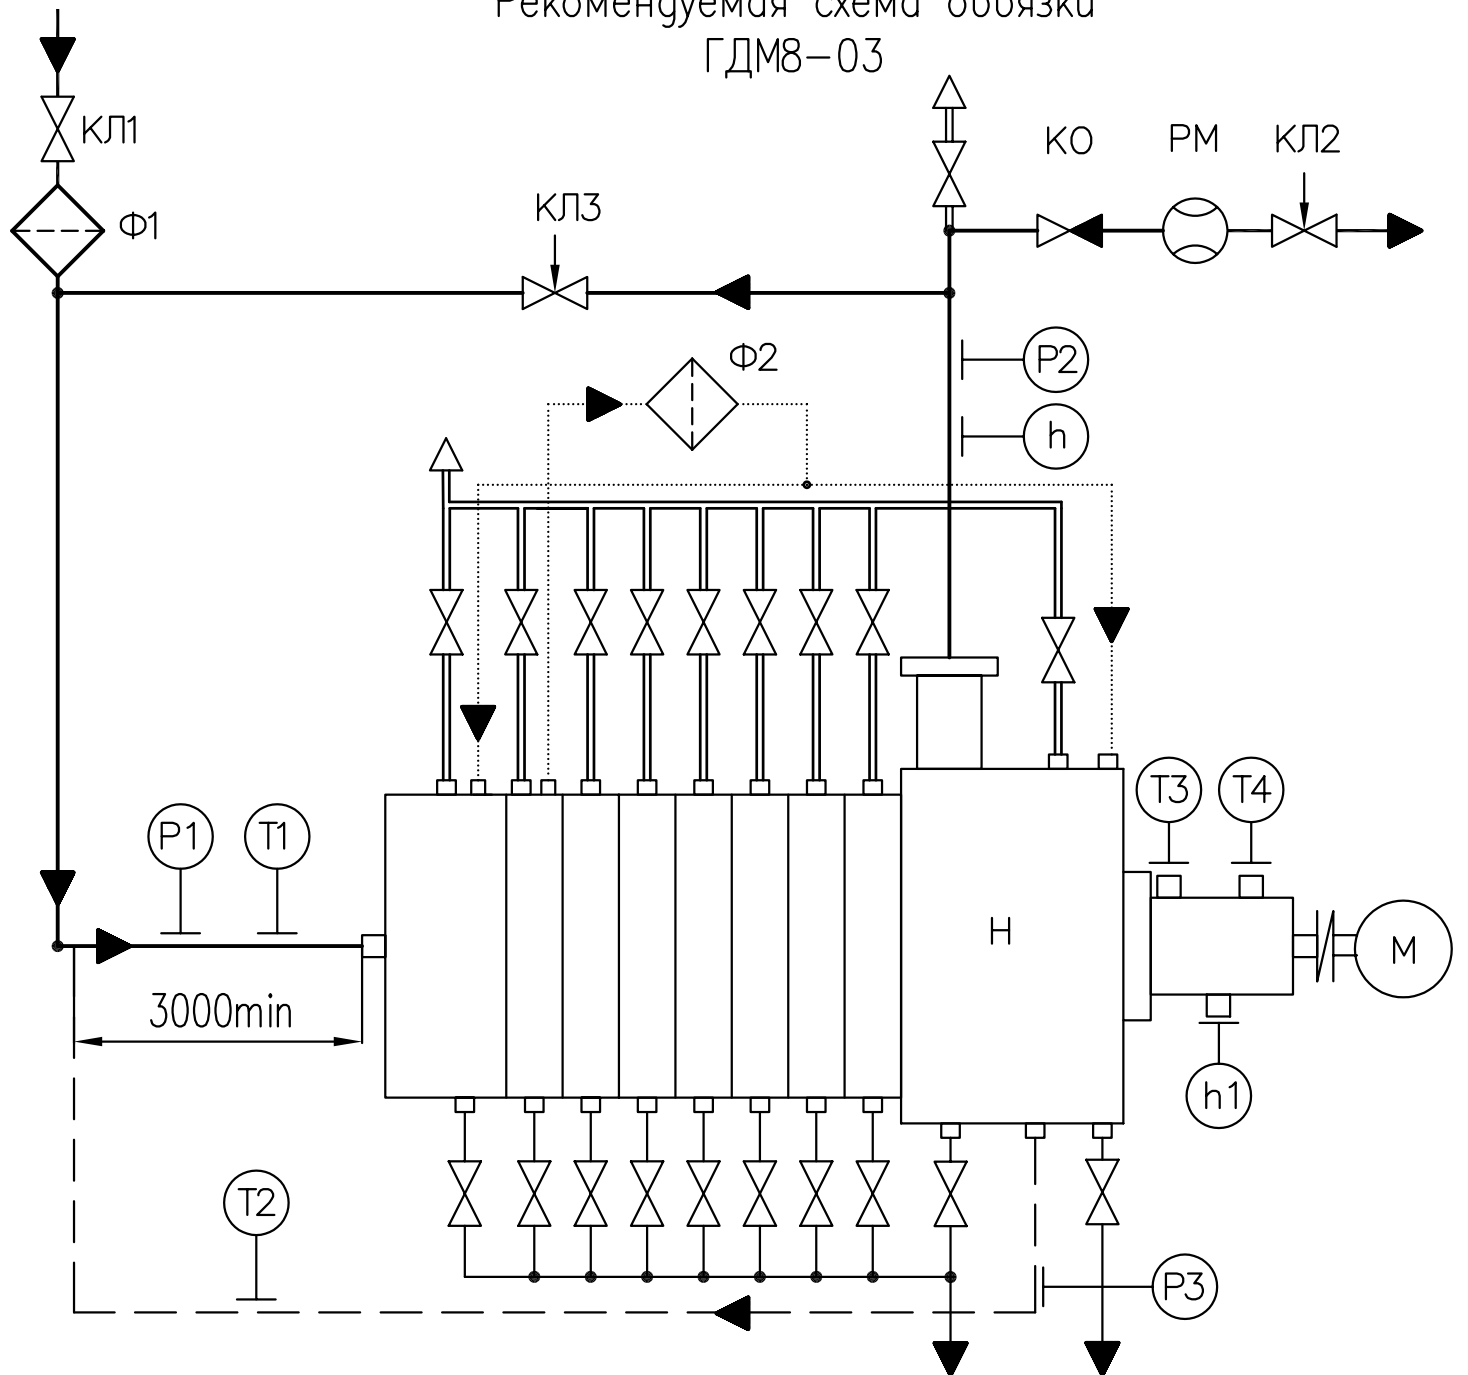 Рекомендуемая схема обвязки
ГДМ8-03
КО
РМ
КЛ2
КЛ1
КЛ3
Ф1
Ф2
Р2
h
Т3
Т4
Р1
Т1
Н
М
3000min
h1
Т2
Р3